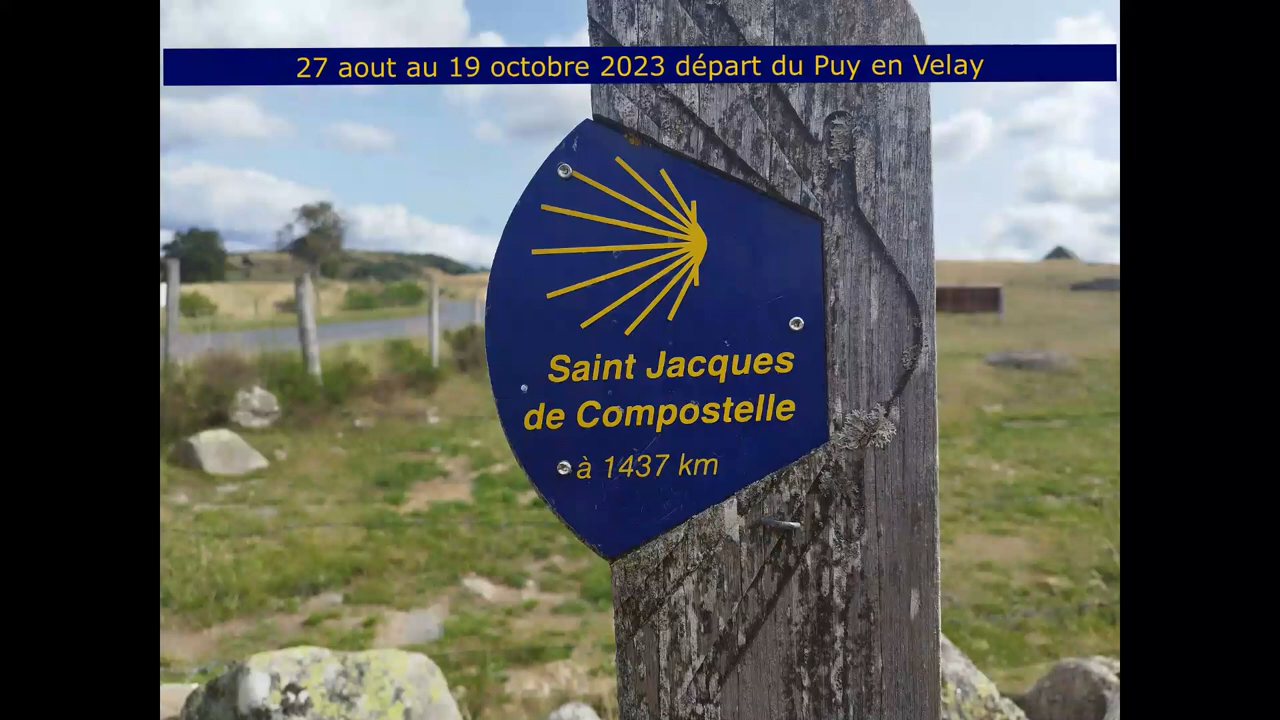 27 aout au 19 octobre 2023 départ du Puy en Velay
Saint Jacques
de Compostelle
à 1437 km